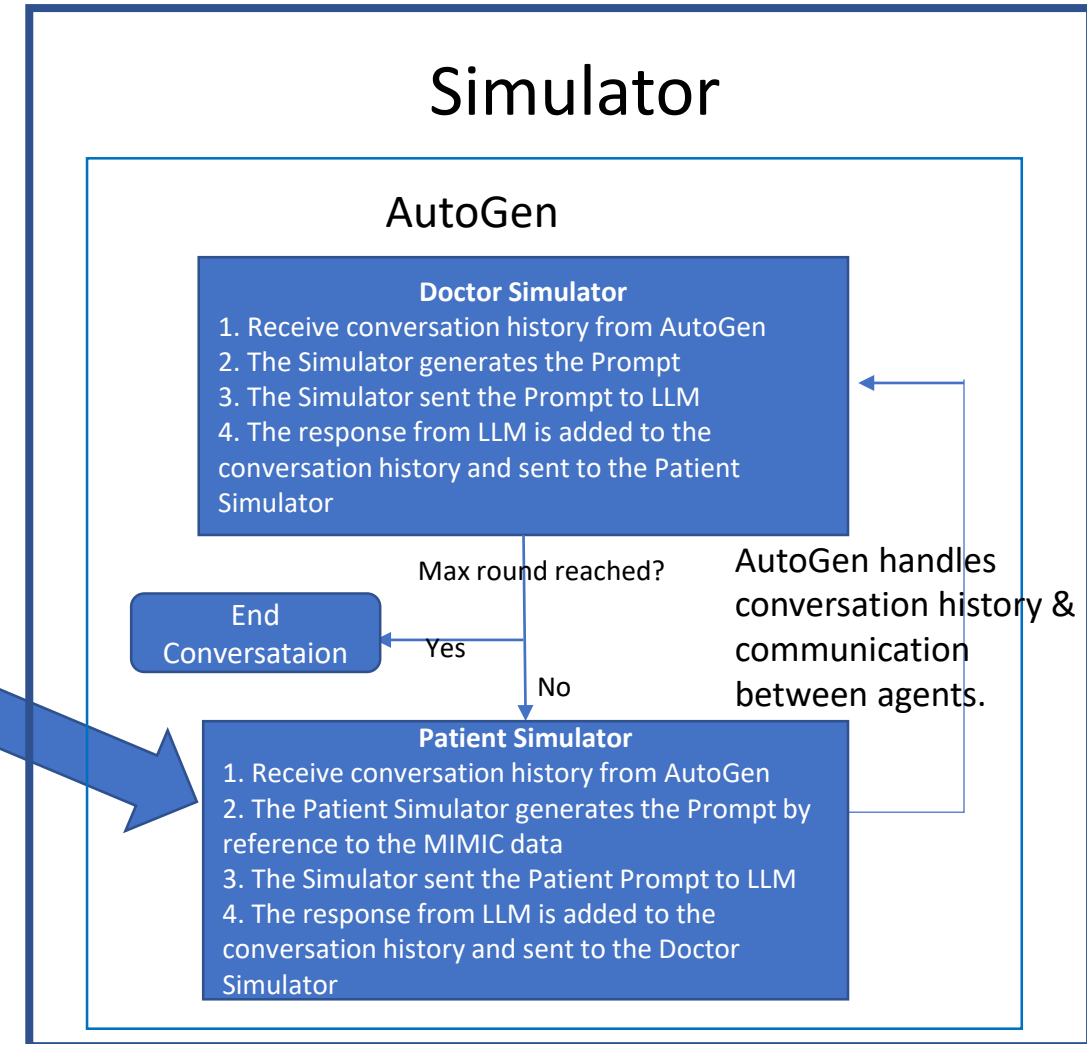 Simulator
AutoGen
Doctor Simulator
1. Receive conversation history from AutoGen
2. The Simulator generates the Prompt
3. The Simulator sent the Prompt to LLM
4. The response from LLM is added to the
conversation history and sent to the Patient
Simulator
Max round reached?
AutoGen handles
conversation history &
communication
between agents.
End
Conversataion
Yes
No
Patient Simulator
1. Receive conversation history from AutoGen
2. The Patient Simulator generates the Prompt by
reference to the MIMIC data
3. The Simulator sent the Patient Prompt to LLM
4. The response from LLM is added to the
conversation history and sent to the Doctor
Simulator